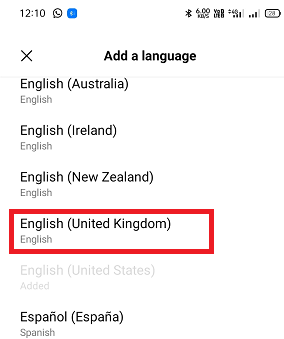 12:10 6.00 KB/S Vo) LTE 4G 28
Add a language
English (Australia)
English
English (Ireland)
English
English (New Zealand)
English
English (United Kingdom)
English
English (United States)
Added
Español (España)
Spanish